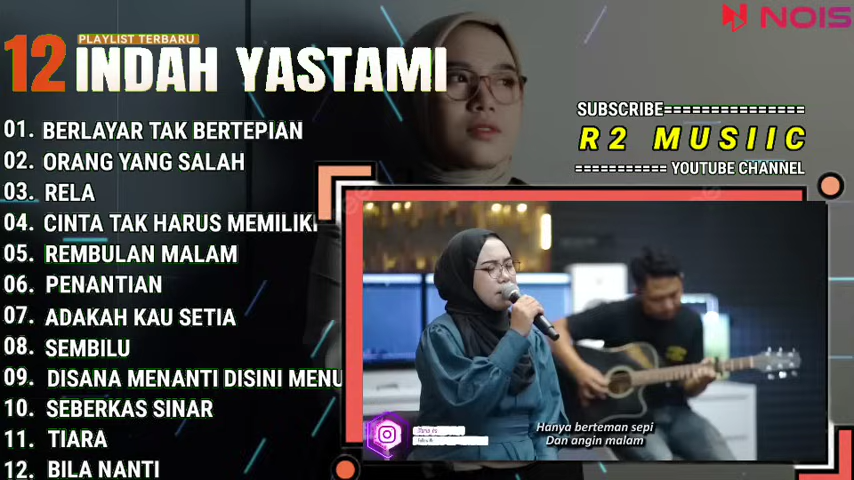 NOIS
PLAYLIST TERBARU
12 INDAH YASTAMI
SUBSCRIBE===============
R2 MUSIIC
=========== YOUTUBE CHANNEL
01. BERLAYAR TAK BERTEPIAN
02. ORANG YANG SALAH
03. RELA
04. CINTA TAK HARUS MEMILIKI
05. REMBULAN MALAM
06. PENANTIAN
07. ADAKAH KAU SETIA
08. SEMBILU
09. DISANA MENANTI DISINI MENU
10. SEBERKAS SINAR
11. TIARA
12. BILA NANTI
Hanya berteman sepi
Dan angin malam